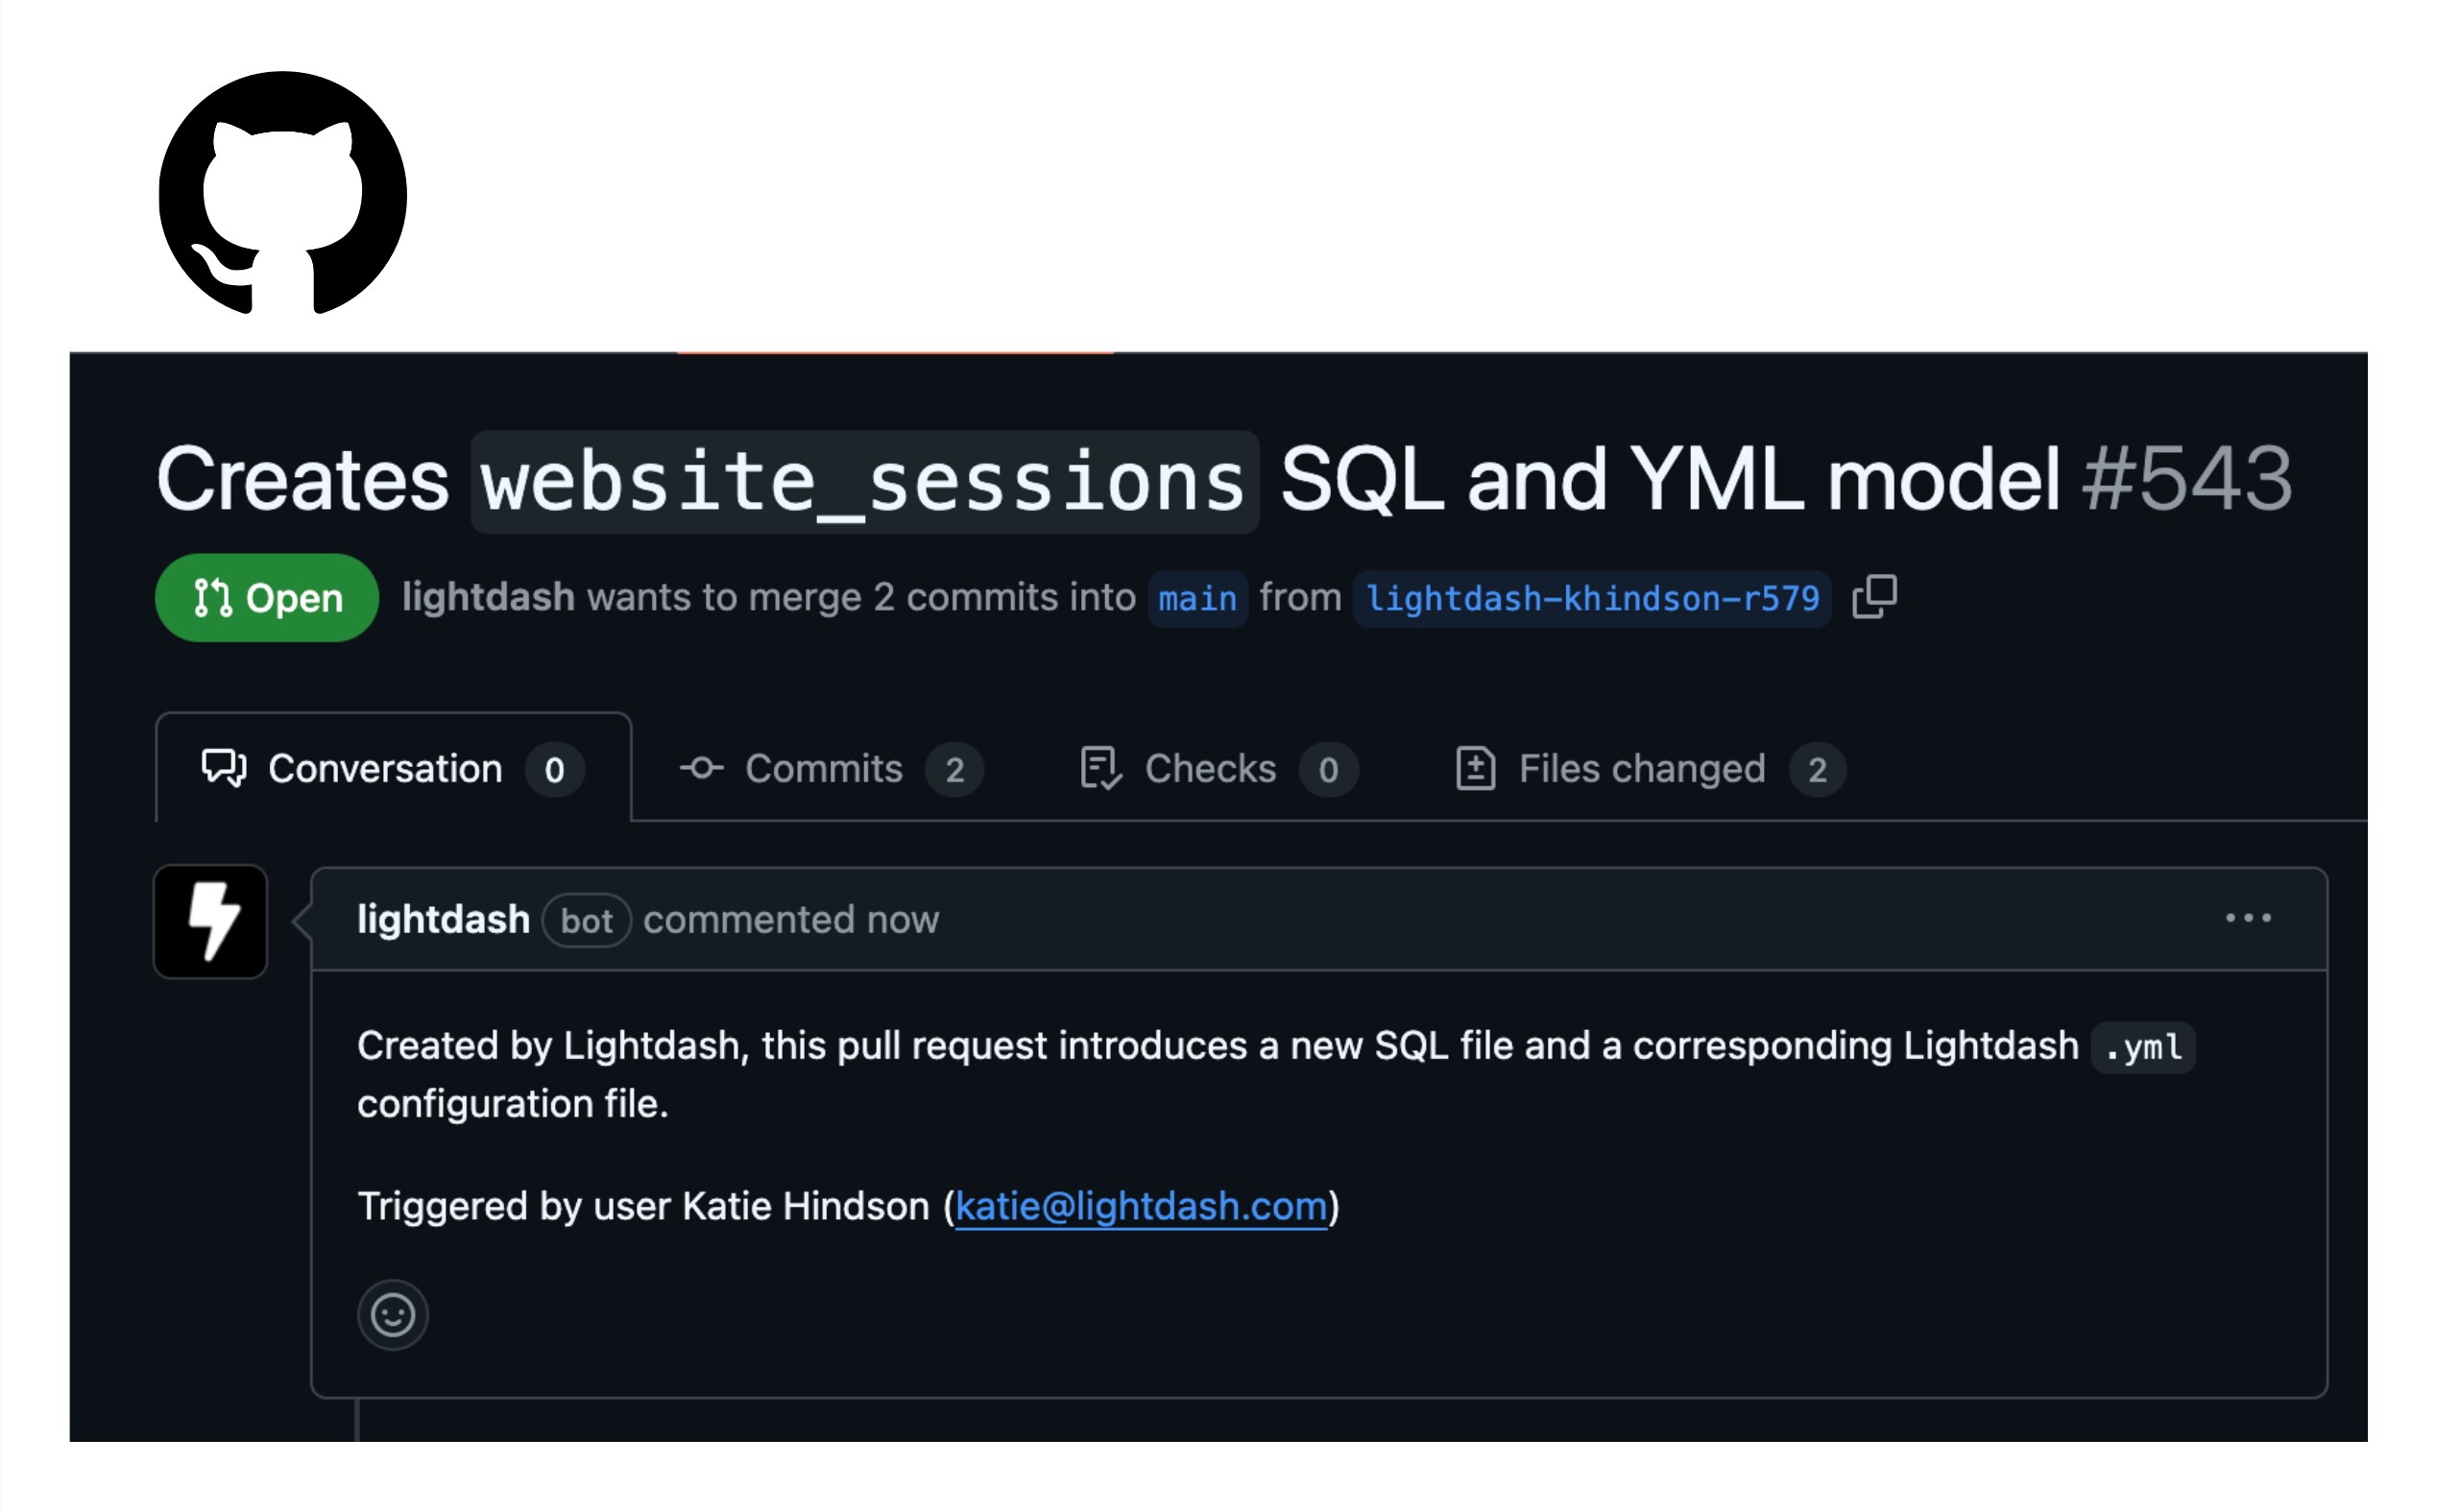 Creates website_sessions SQL and YML model #543
Open lightdash wants to merge 2 commits into main from lightdash-khindson-r579
Conversation 0 Commits 2 Checks 0 Files changed 2
lightdash bot commented now
Created by Lightdash, this pull request introduces a new SQL file and a corresponding Lightdash .yml
configuration file.
Triggered by user Katie Hindson (katie@lightdash.com)